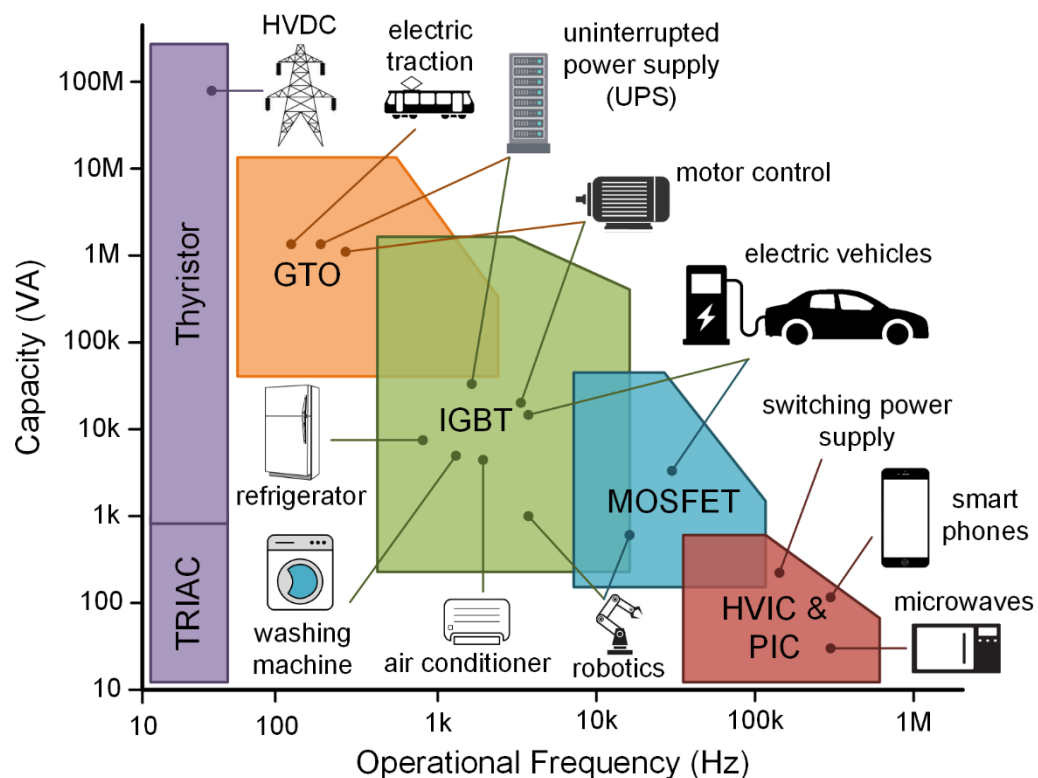 HVDC
electric
traction
uninterrupted
power supply
(UPS)
motor control
electric vehicles
switching power
supply
smart
phones
microwaves
refrigerator
washing
machine
air conditioner
robotics
Thyristor
TRIAC
GTO
IGBT
MOSFET
HVIC &
PIC
Capacity (VA)
100M
10M
1M
100k
10k
1k
100
10
10
100
1k
10k
100k
1M
Operational Frequency (Hz)